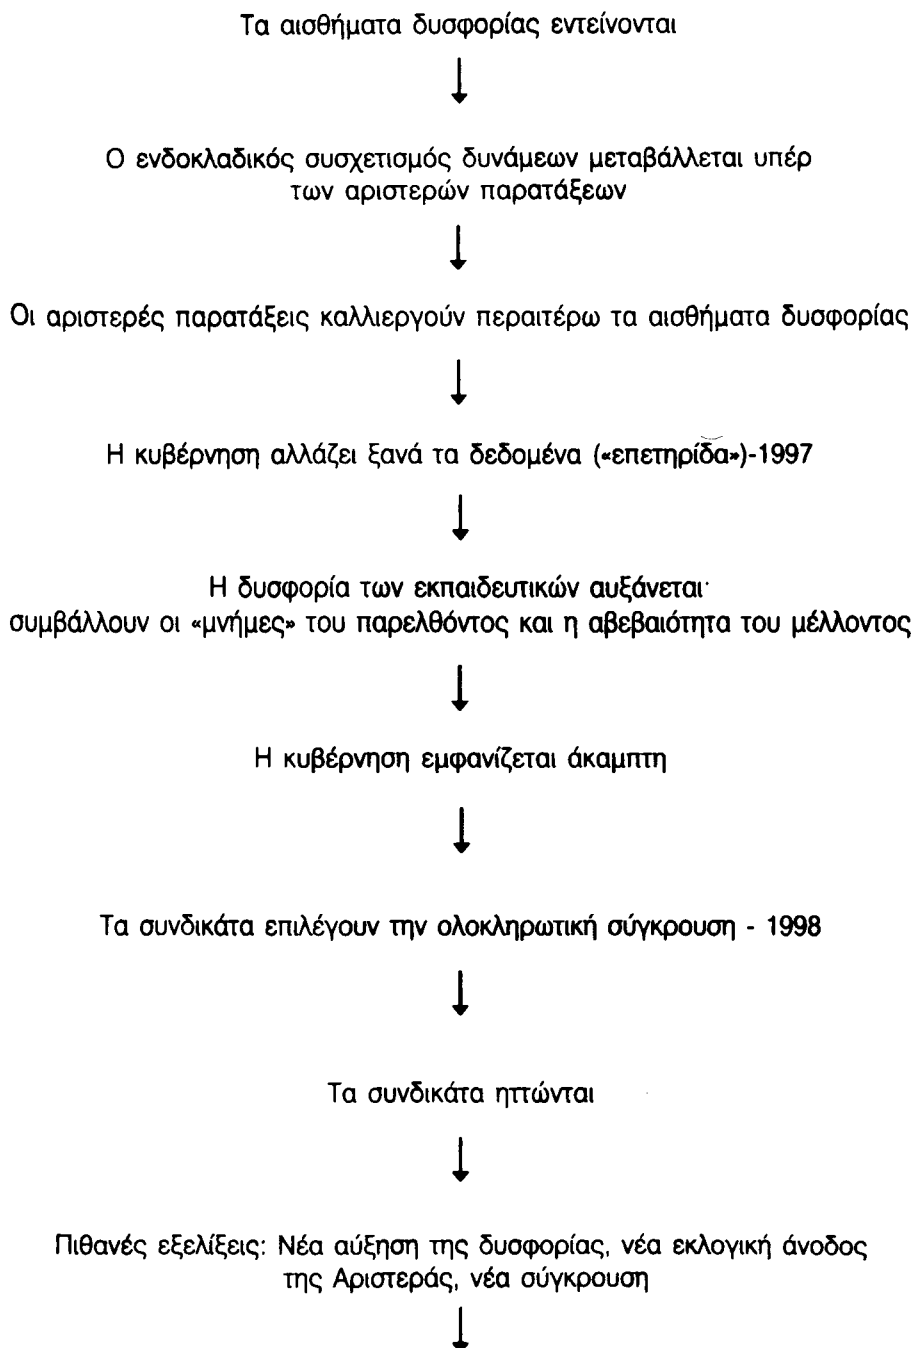 Τα αισθήματα δυσφορίας εντείνονται
Ο ενδοκλαδικός συσχετισμός δυνάμεων μεταβάλλεται υπέρ
των αριστερών παρατάξεων
Οι αριστερές παρατάξεις καλλιεργούν περαιτέρω τα αισθήματα δυσφορίας
Η κυβέρνηση αλλάζει ξανά τα δεδομένα («επετηρίδα»)-1997
Η δυσφορία των εκπαιδευτικών αυξάνεται·
συμβάλλουν οι «μνήμες» του παρελθόντος και η αβεβαιότητα του μέλλοντος
Η κυβέρνηση εμφανίζεται άκαμπτη
Τα συνδικάτα επιλέγουν την ολοκληρωτική σύγκρουση - 1998
Τα συνδικάτα ηττώνται
Πιθανές εξελίξεις: Νέα αύξηση της δυσφορίας, νέα εκλογική άνοδος
της Αριστεράς, νέα σύγκρουση